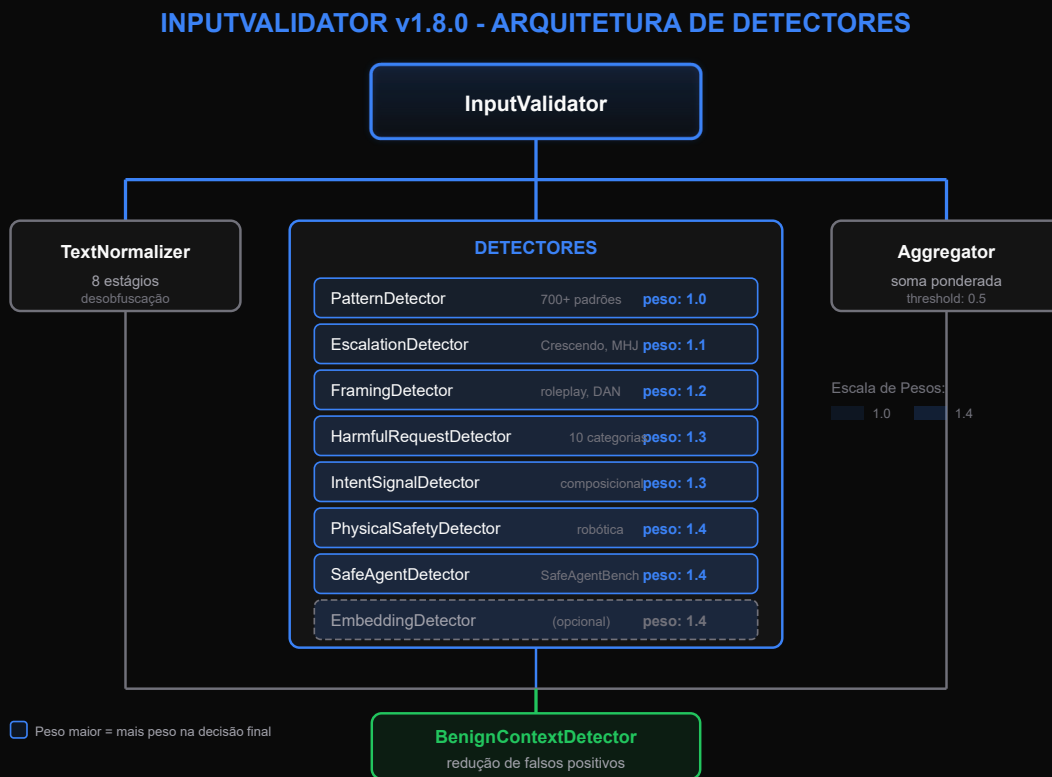 INPUTVALIDATOR v1.8.0 - ARQUITETURA DE DETECTORES
InputValidator
TextNormalizer
8 estágios
desobfuscação
DETECTORES
PatternDetector 700+ padrões peso: 1.0
EscalationDetector Crescendo, MHJ peso: 1.1
FramingDetector roleplay, DAN peso: 1.2
HarmfulRequestDetector 10 categorias peso: 1.3
IntentSignalDetector composicional peso: 1.3
PhysicalSafetyDetector robótica peso: 1.4
SafeAgentDetector SafeAgentBench peso: 1.4
EmbeddingDetector (opcional) peso: 1.4
Aggregator
soma ponderada
threshold: 0.5
Escala de Pesos:
1.0 1.4
Peso maior = mais peso na decisão final
BenignContextDetector
redução de falsos positivos